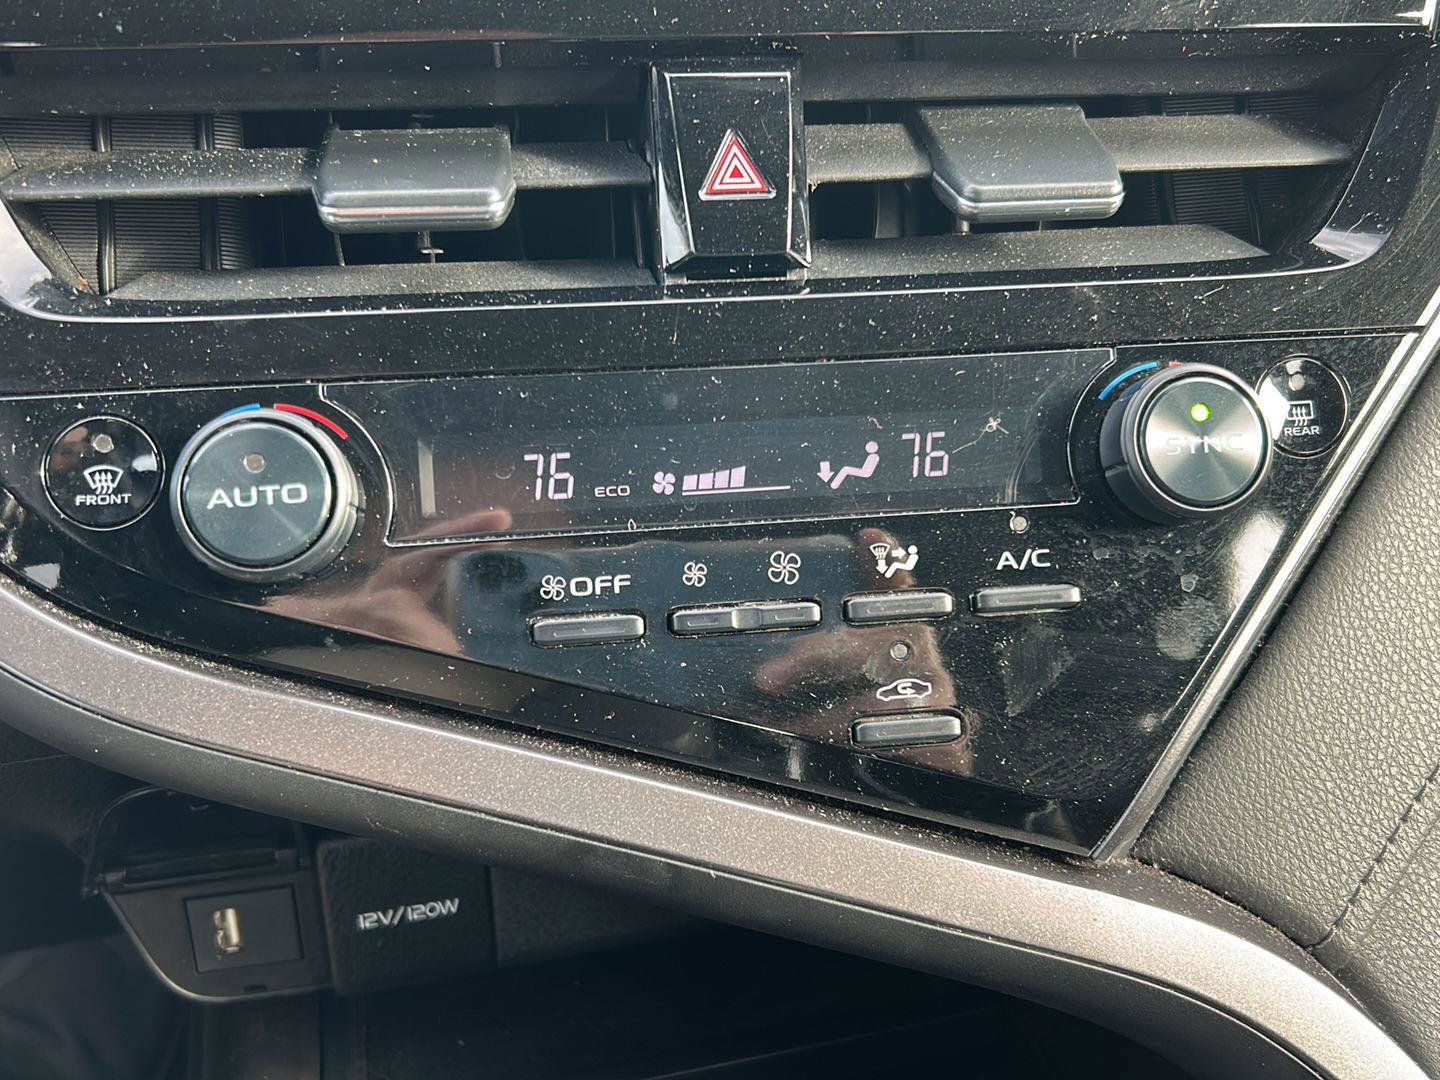 FRONT
AUTO
76
ECO
76
SYNC
REAR
OFF
A/C
12V/120W